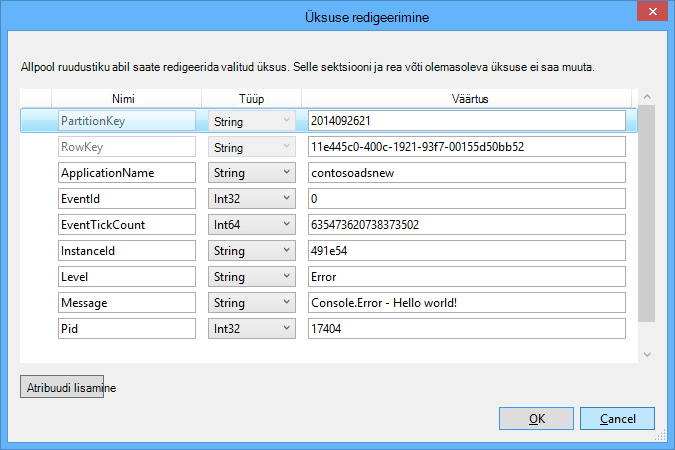 Üksuse redigeerimine
Allpool ruudustiku abil saate redigeerida valitud üksus. Selle sektsiooni ja rea võti olemasoleva üksuse ei saa muuta.
Nimi Tüüp Väärtus
PartitionKey String 2014092621
RowKey String 11e445c0-400c-1921-93f7-00155d50bb52
ApplicationName String contosoadsnew
EventId Int32 0
EventTickCount Int64 635473620738373502
InstanceId String 491e54
Level String Error
Message String Console.Error - Hello world!
Pid Int32 17404
Atribuudi lisamine
OK Cancel